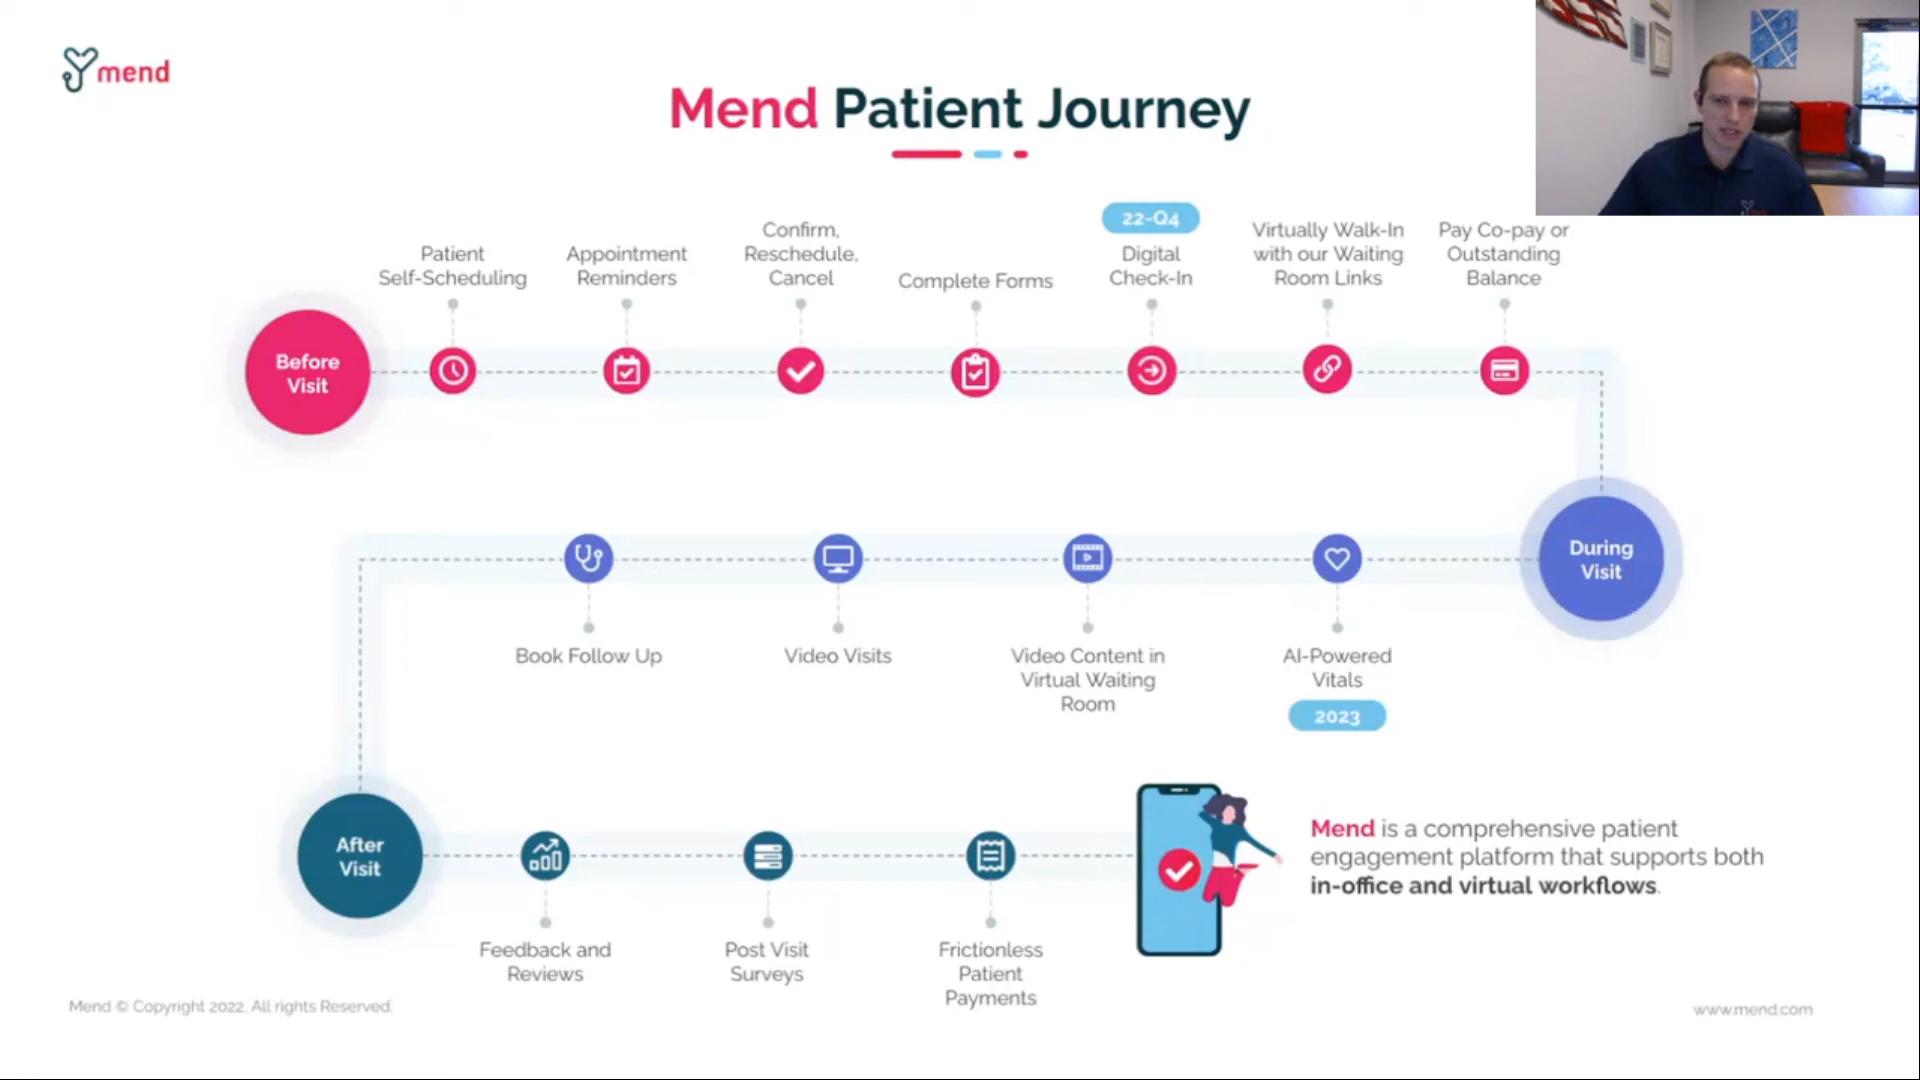 mend
Mend Patient Journey
Patient
Self-Scheduling
Appointment
Reminders
Confirm,
Reschedule,
Cancel
Complete Forms
22-Q4
Digital
Check-In
Virtually Walk-In
with our Waiting
Room Links
Pay Co-pay or
Outstanding
Balance
Before
Visit
During
Visit
Book Follow Up
Video Visits
Video Content in
Virtual Waiting
Room
AI-Powered
Vitals
2023
After
Visit
Feedback and
Reviews
Post Visit
Surveys
Frictionless
Patient
Payments
Mend is a comprehensive patient
engagement platform that supports both
in-office and virtual workflows.
Mend © Copyright 2022. All rights Reserved.
www.mend.com